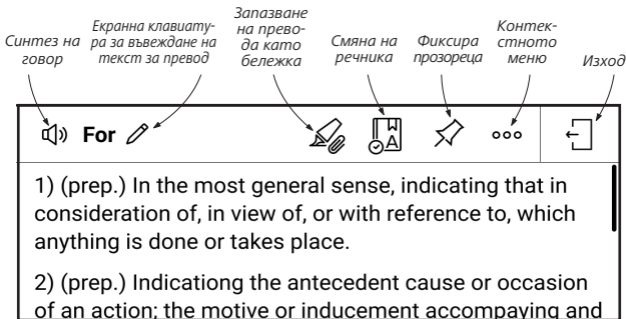 Синтез на
говор
Екранна клавиату-
ра за въвеждане на
текст за превод
Запазване
на прево-
да като
бележка
Смяна на
речника
Фиксира
прозореца
Контек-
стното
меню
Изход
For
A
1) (prep.) In the most general sense, indicating that in
consideration of, in view of, or with reference to, which
anything is done or takes place.
2) (prep.) Indicationg the antecedent cause or occasion
of an action; the motive or inducement accompaying and